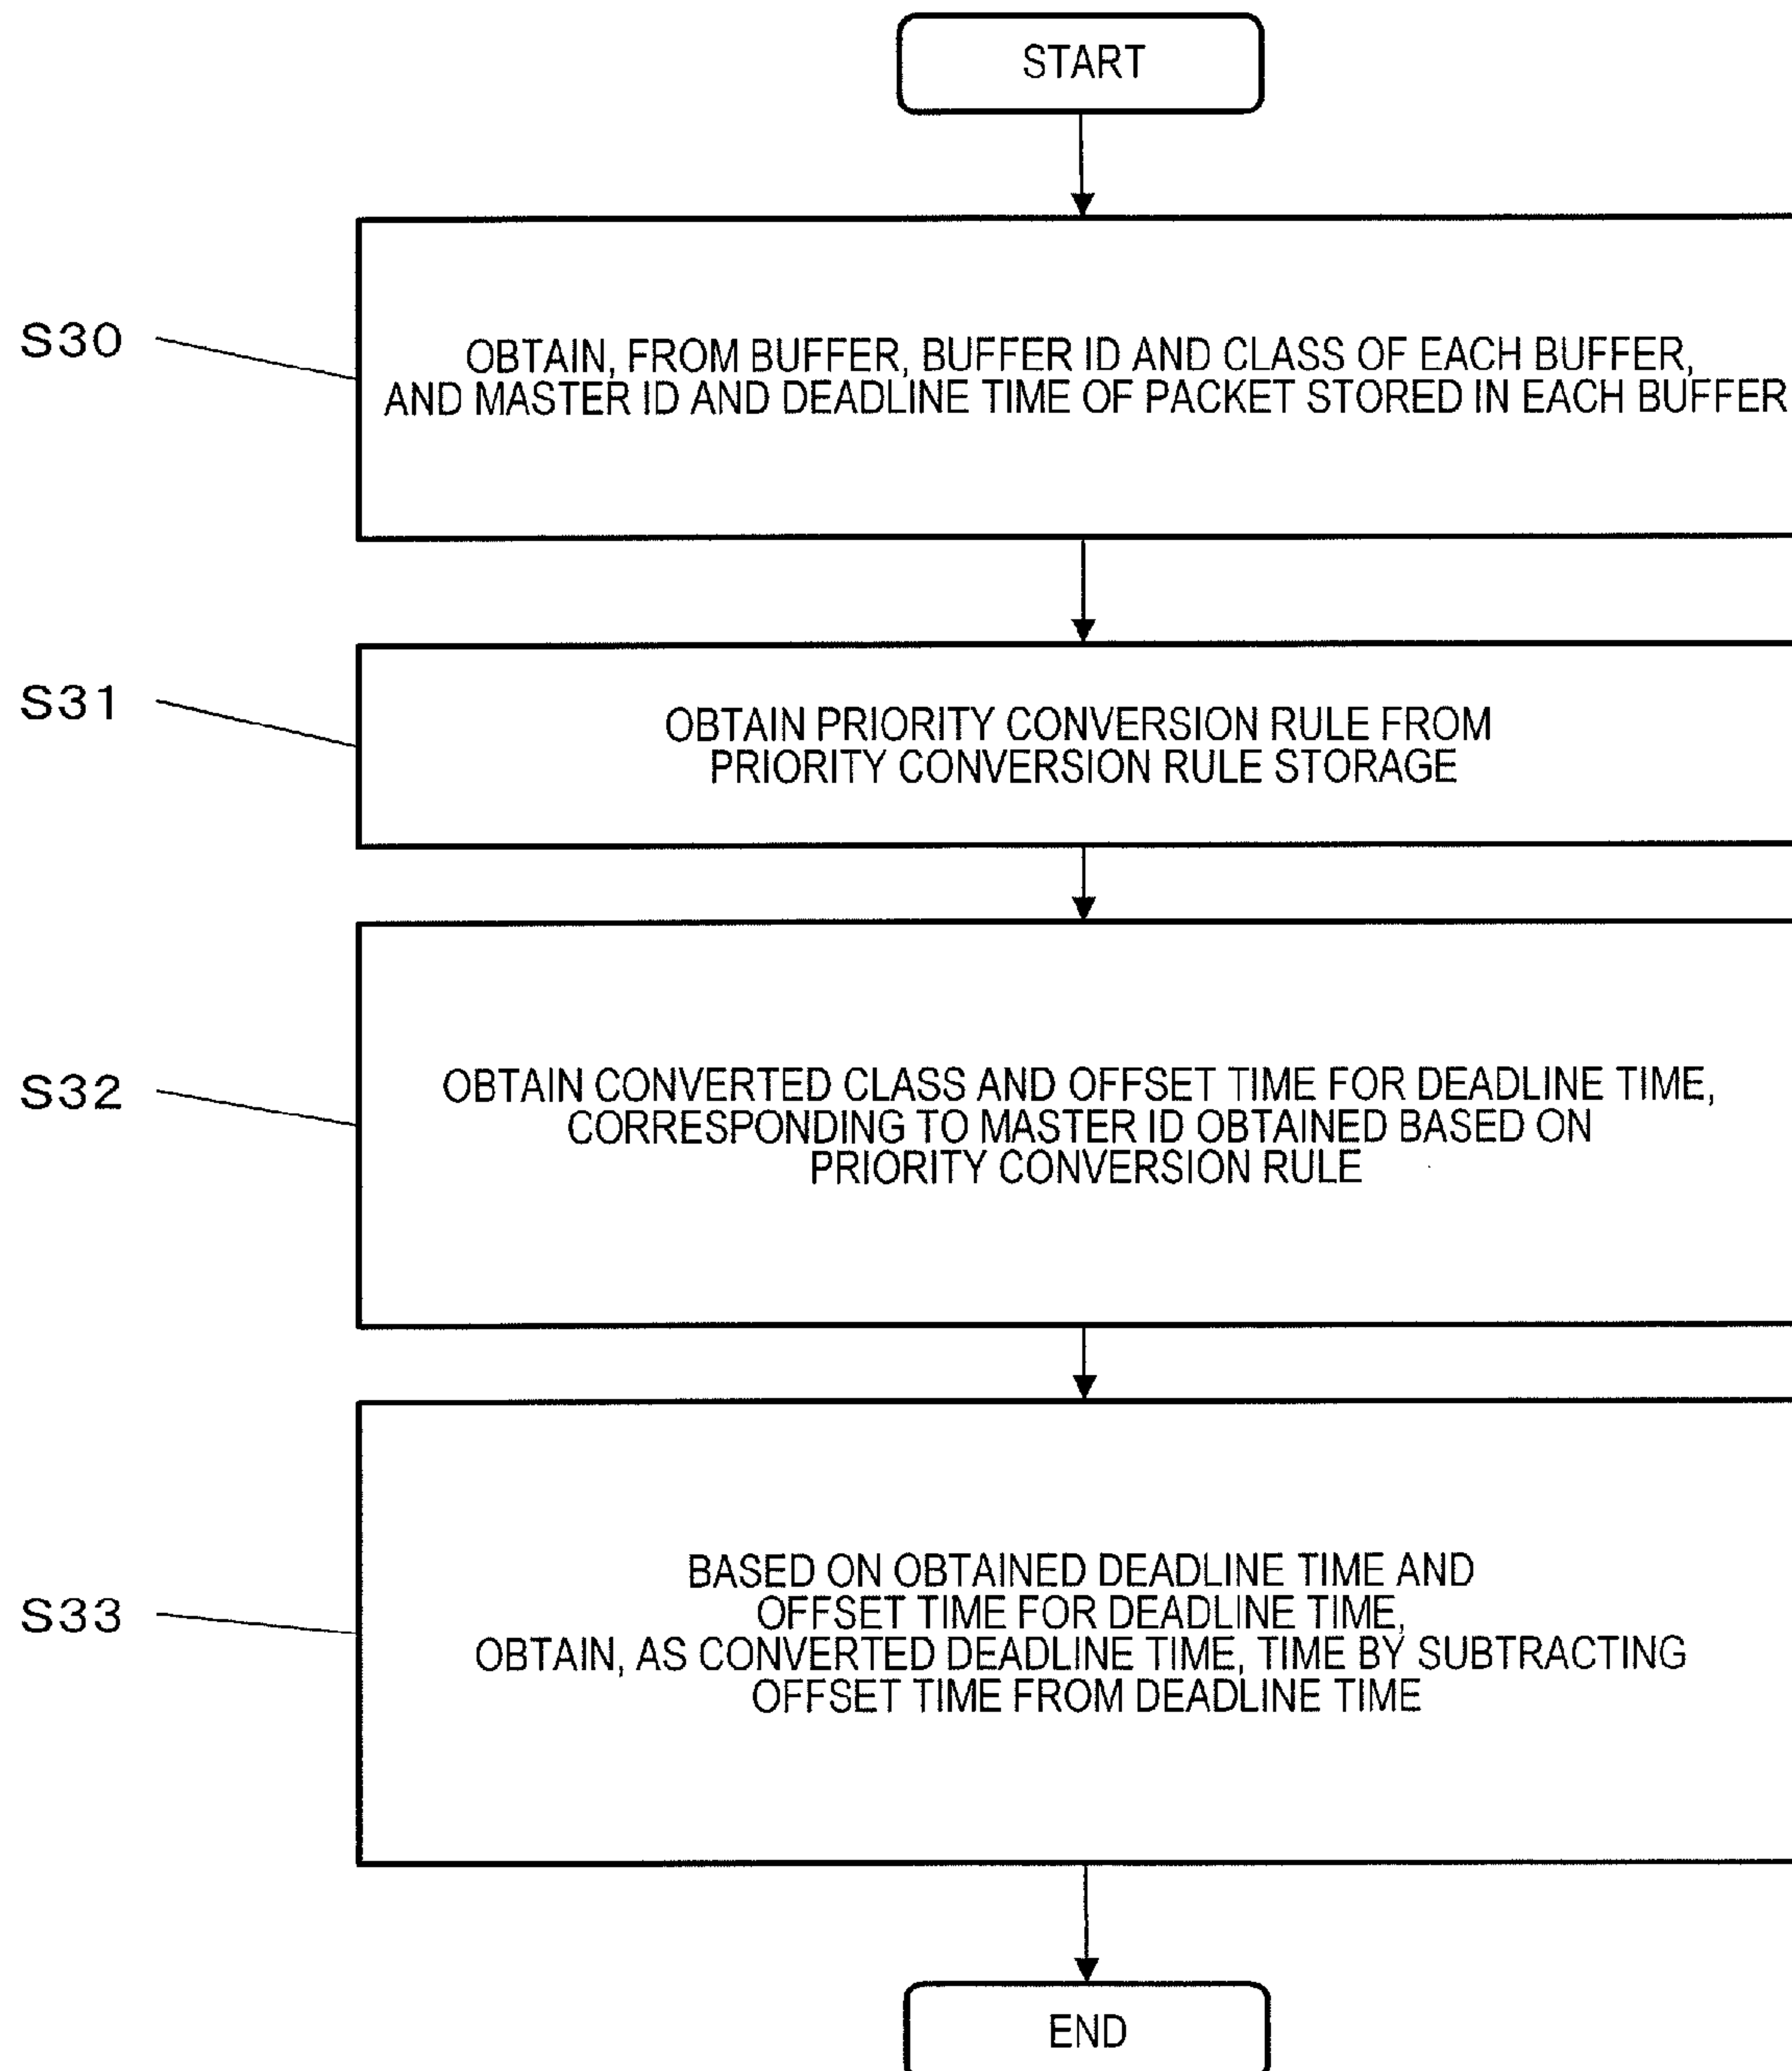 START
S30
OBTAIN, FROM BUFFER, BUFFER ID AND CLASS OF EACH BUFFER,
AND MASTER ID AND DEADLINE TIME OF PACKET STORED IN EACH BUFFER
S31
OBTAIN PRIORITY CONVERSION RULE FROM
PRIORITY CONVERSION RULE STORAGE
S32
OBTAIN CONVERTED CLASS AND OFFSET TIME FOR DEADLINE TIME,
CORRESPONDING TO MASTER ID OBTAINED BASED ON
PRIORITY CONVERSION RULE
S33
BASED ON OBTAINED DEADLINE TIME AND
OFFSET TIME FOR DEADLINE TIME,
OBTAIN, AS CONVERTED DEADLINE TIME, TIME BY SUBTRACTING
OFFSET TIME FROM DEADLINE TIME
END